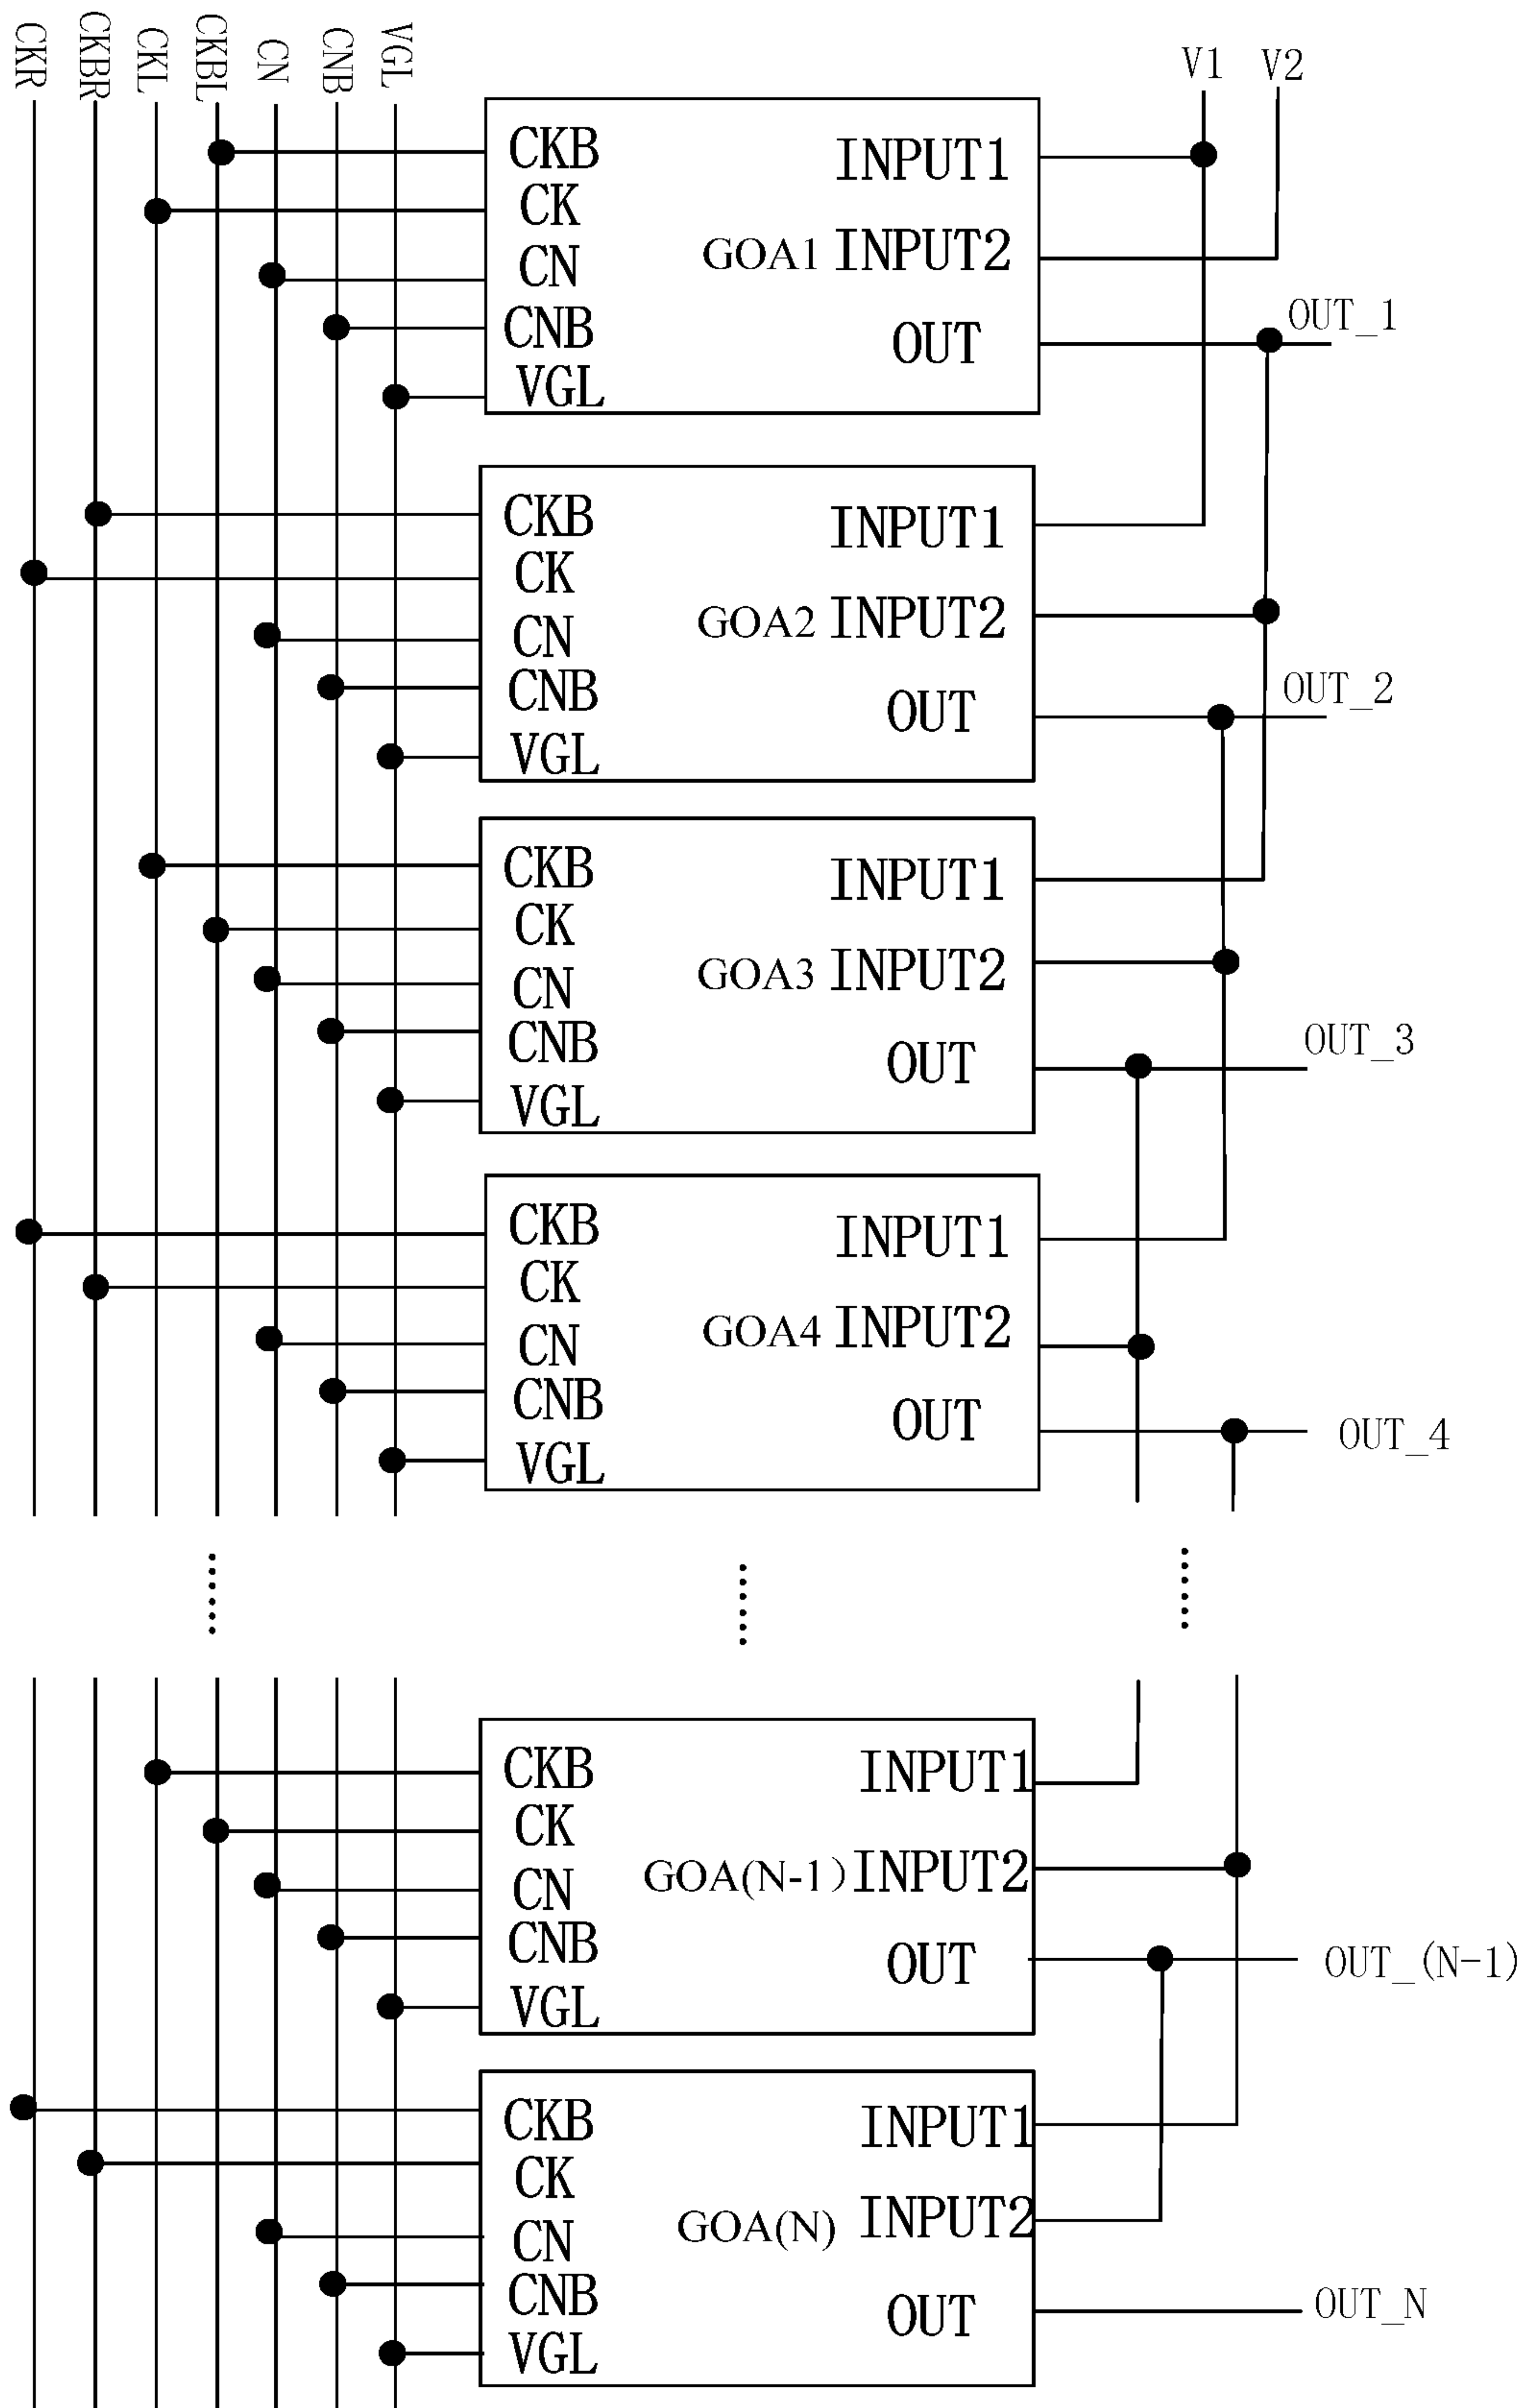 CKR
CKBR
CKL
CKBL
CN
CNB
VGL
V1
V2
CKB
CK
CN
CNB
VGL
GOA1
INPUT1
INPUT2
OUT
OUT_1
CKB
CK
CN
CNB
VGL
GOA2
INPUT1
INPUT2
OUT
OUT_2
CKB
CK
CN
CNB
VGL
GOA3
INPUT1
INPUT2
OUT
OUT_3
CKB
CK
CN
CNB
VGL
GOA4
INPUT1
INPUT2
OUT
OUT_4
CKB
CK
CN
CNB
VGL
GOA(N-1)
INPUT1
INPUT2
OUT
OUT_(N-1)
CKB
CK
CN
CNB
VGL
GOA(N)
INPUT1
INPUT2
OUT
OUT_N